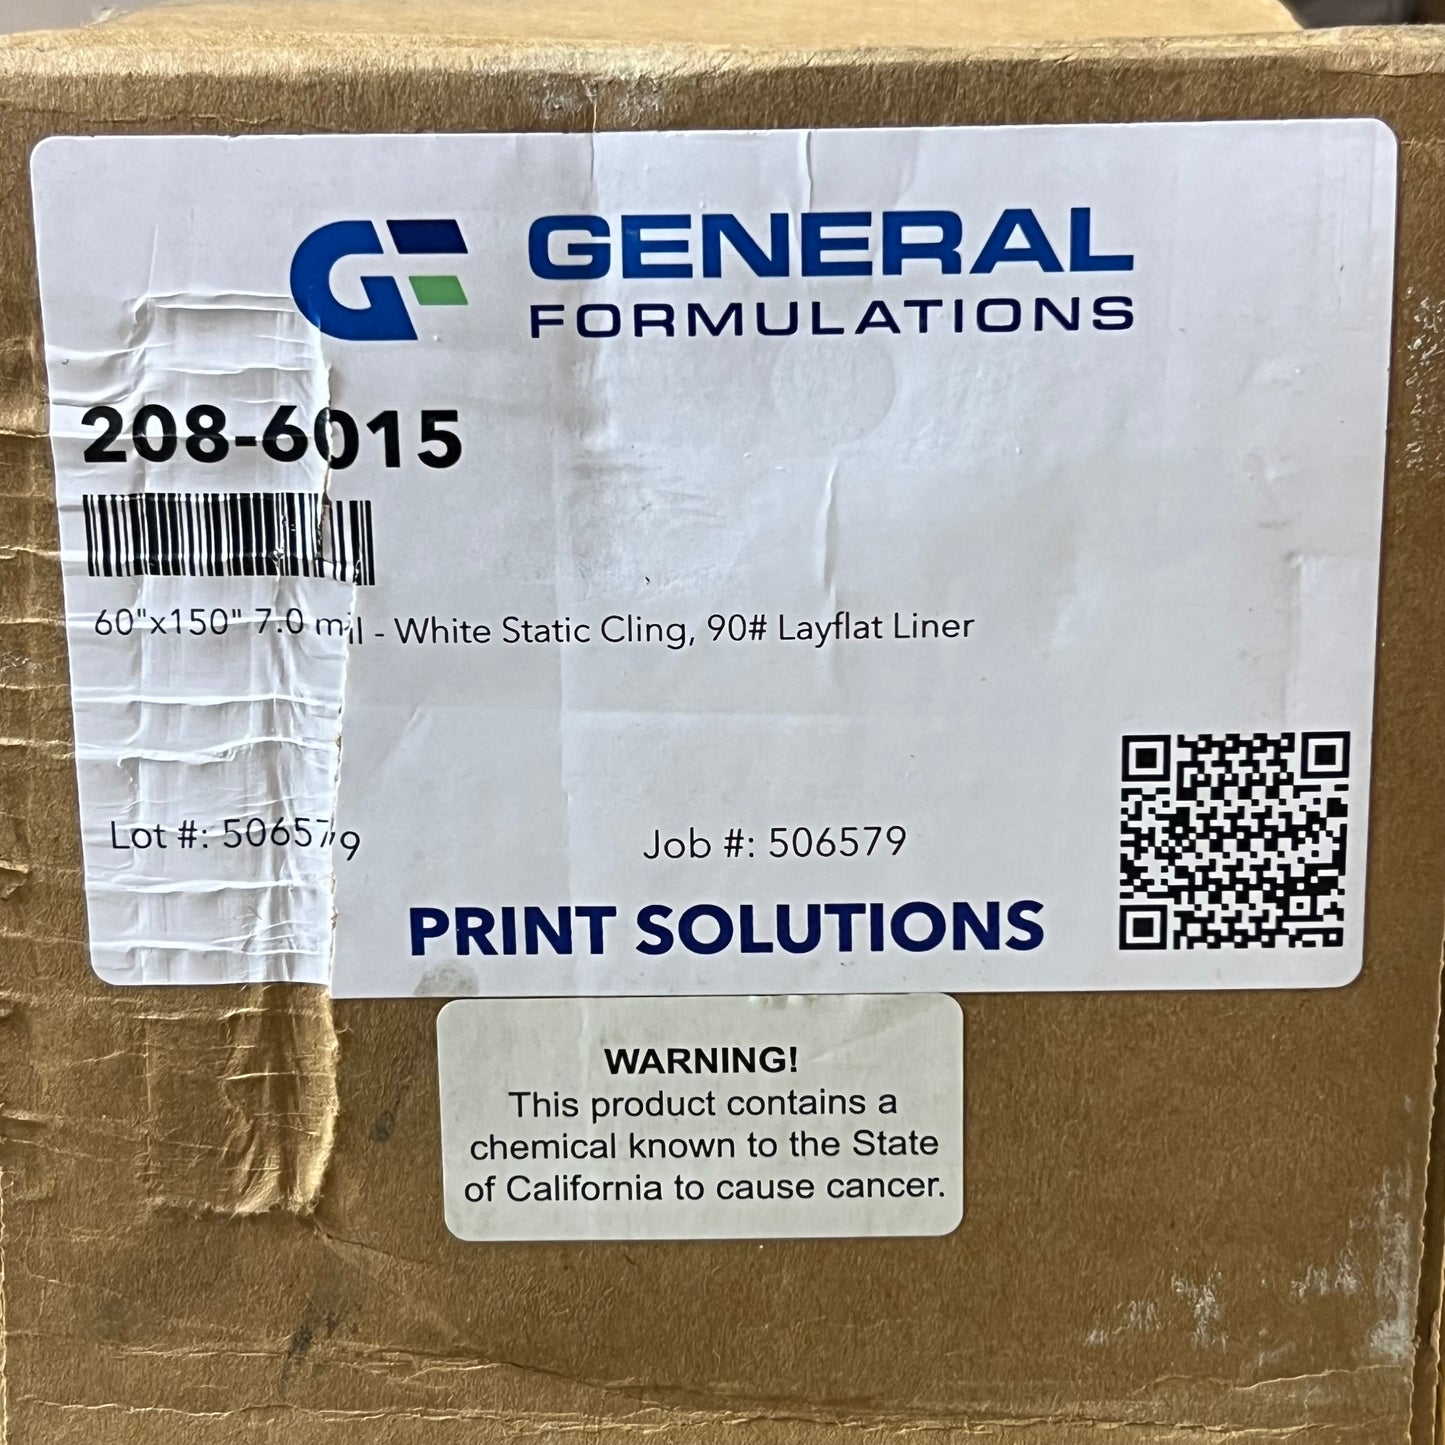 GF GENERAL
FORMULATIONS
208-6015
60"x150" 7.0 mil - White Static Cling, 90# Layflat Liner
Lot #: 506579 Job #: 506579
PRINT SOLUTIONS
WARNING!
This product contains a
chemical known to the State
of California to cause cancer.